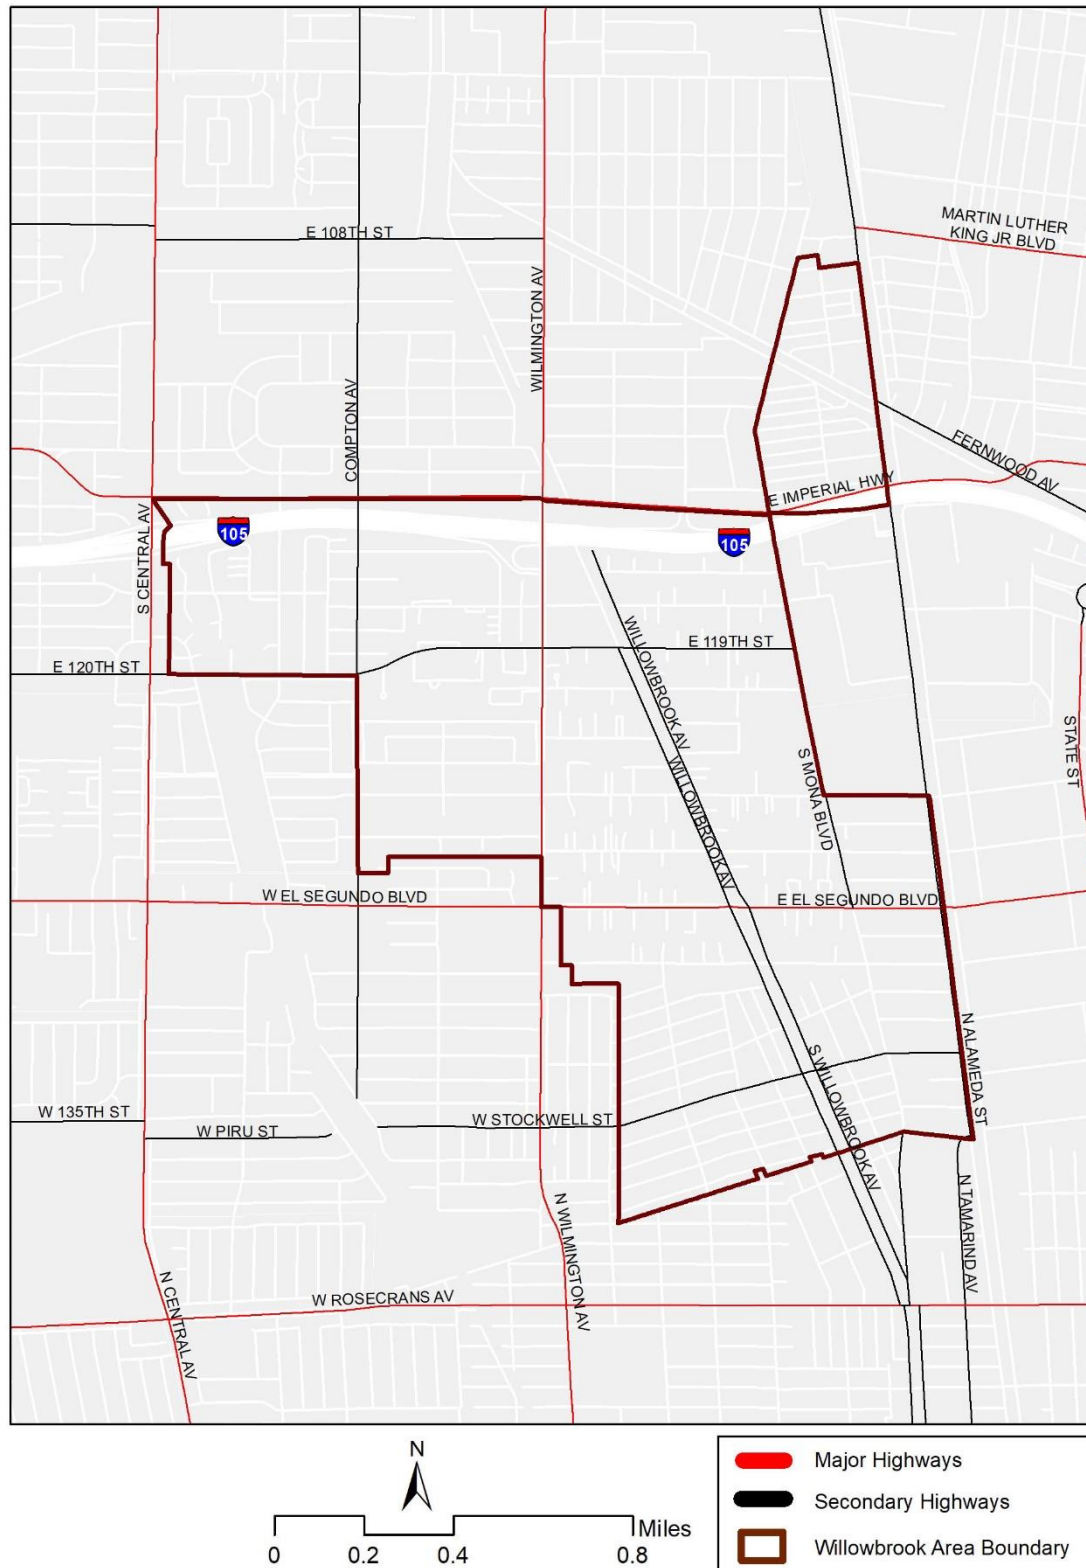 MARTIN LUTHER
KING JR BLVD
E 108TH ST
WILMINGTON AV
COMPTON AV
FERNWOOD AV
E IMPERIAL HWY
S CENTRAL AV
105
105
WILLOWBROOK AV
E 119TH ST
E 120TH ST
STATE ST
S MONA BLVD
WILLOWBROOK AV
W EL SEGUNDO BLVD
E EL SEGUNDO BLVD
N ALAMEDA ST
S WILLOWBROOK AV
W 135TH ST
W PIRU ST
W STOCKWELL ST
N TAMARIND AV
N WILMINGTON AV
N CENTRAL AV
W ROSECRANS AV
N
Miles
0 0.2 0.4 0.8
Major Highways
Secondary Highways
Willowbrook Area Boundary